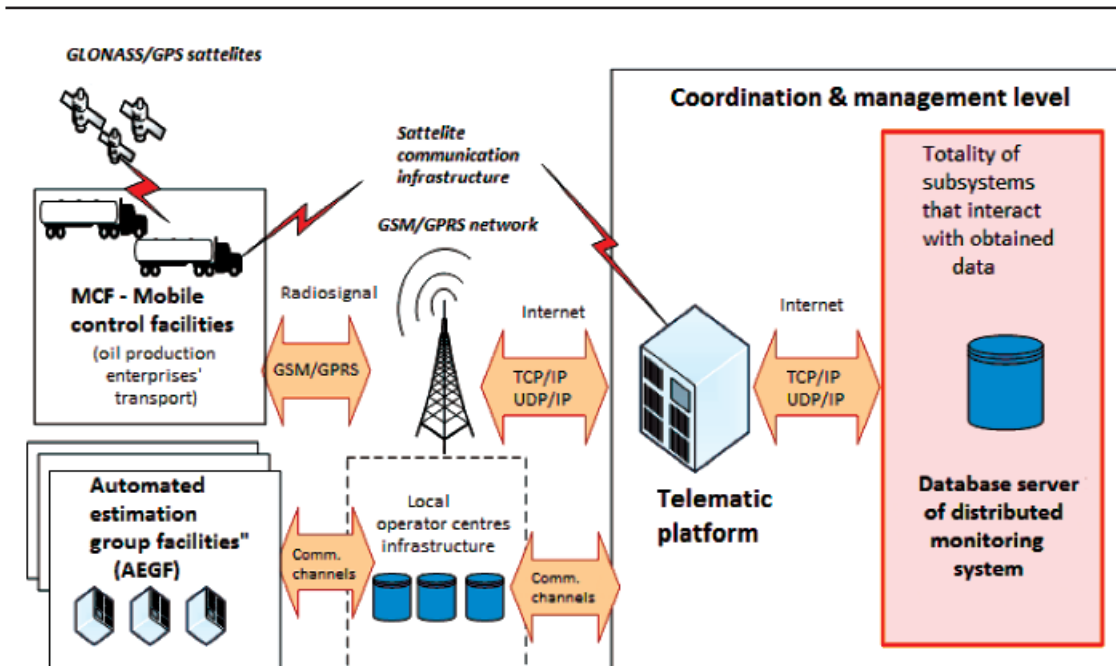 GLONASS/GPS sattelites
Coordination & management level
Sattelite
communication
infrastructure
GSM/GPRS network
Totality of
subsystems
that interact
with obtained
data
MCF - Mobile
control facilities
(oil production
enterprises'
transport)
Radiosignal
GSM/GPRS
Internet
TCP/IP
UDP/IP
Internet
TCP/IP
UDP/IP
Telematic
platform
Database server
of distributed
monitoring
system
Automated
estimation
group facilities"
(AEGF)
Comm.
channels
Local
operator centres
infrastructure
Comm.
channels